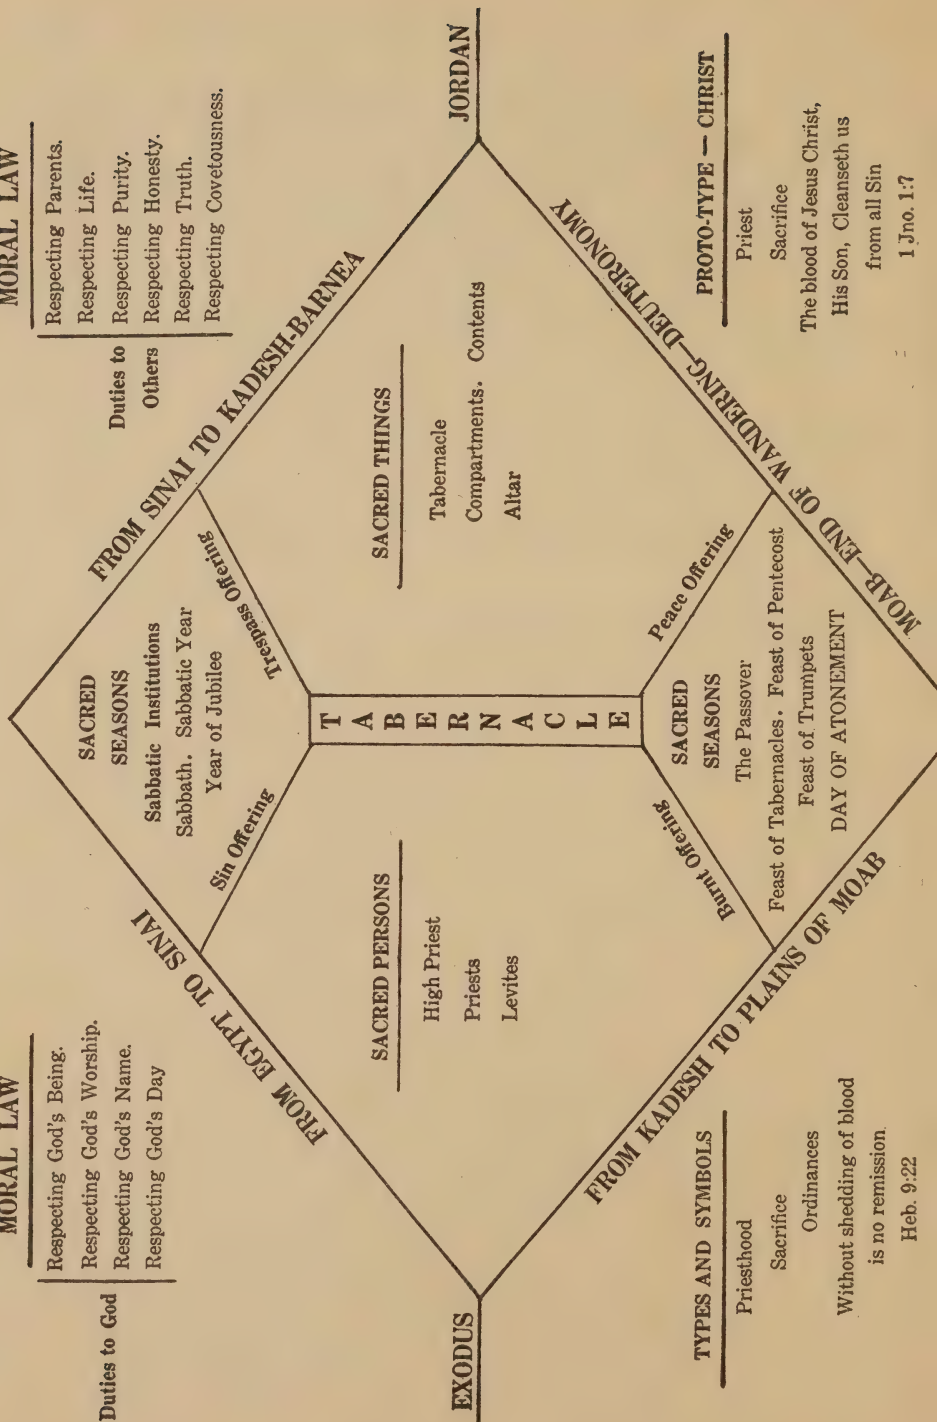 MORAL LAW
Duties to God
Respecting God's Being.
Respecting God's Worship.
Respecting God's Name.
Respecting God's Day
MORAL LAW
Duties to
Others
Respecting Parents.
Respecting Life.
Respecting Purity.
Respecting Honesty.
Respecting Truth.
Respecting Covetousness.
FROM EGYPT TO SINAI
FROM SINAI TO KADESH-BARNEA
SACRED
SEASONS
Sabbatic Institutions
Sabbath. Sabbatic Year
Year of Jubilee
Sin Offering
Trespass Offering
EXODUS
SACRED PERSONS
High Priest
Priests
Levites
TABERNACLE
SACRED THINGS
Tabernacle
Compartments. Contents
Altar
JORDAN
Burnt Offering
Peace Offering
SACRED
SEASONS
The Passover
Feast of Tabernacles. Feast of Pentecost
Feast of Trumpets
DAY OF ATONEMENT
FROM KADESH TO PLAINS OF MOAB
MOAB—END OF WANDERING—DEUTERONOMY
TYPES AND SYMBOLS
Priesthood
Sacrifice
Ordinances
Without shedding of blood
is no remission.
Heb. 9:22
PROTO-TYPE — CHRIST
Priest
Sacrifice
The blood of Jesus Christ,
His Son, Cleanseth us
from all Sin
1 Jno. 1:7